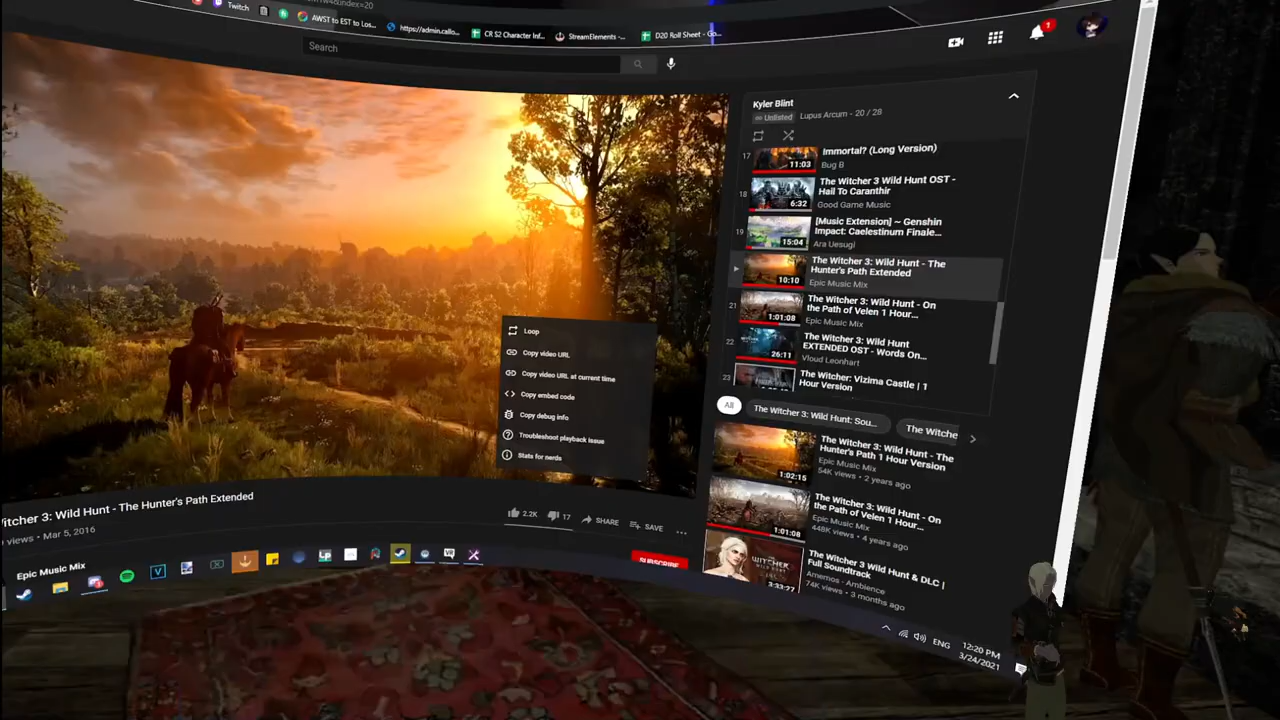 index=20
Twitch
AWST to EST to Los...
https://admin.callo...
CR S2 Character Inf...
StreamElements -...
D20 Roll Sheet - Go...
Search
1
Kyler Blint
Unlisted
Lupus Arcum - 20 / 28
17
11:03
Immortal? (Long Version)
Bug B
18
6:32
The Witcher 3 Wild Hunt OST -
Hail To Caranthir
Good Game Music
19
15:04
[Music Extension] ~ Genshin
Impact: Caelestinum Finale...
Ara Uesugi
10:10
The Witcher 3: Wild Hunt - The
Hunter's Path Extended
Epic Music Mix
21
1:01:08
The Witcher 3: Wild Hunt - On
the Path of Velen 1 Hour...
Epic Music Mix
22
26:11
The Witcher 3: Wild Hunt
EXTENDED OST - Words On...
Vloud Leonhart
23
The Witcher: Vizima Castle | 1
Hour Version
Loop
Copy video URL
Copy video URL at current time
Copy embed code
Copy debug info
Troubleshoot playback issue
Stats for nerds
All
The Witcher 3: Wild Hunt: Sou...
The Witche
1:02:15
The Witcher 3: Wild Hunt - The
Hunter's Path 1 Hour Version
Epic Music Mix
54K views • 2 years ago
1:01:08
The Witcher 3: Wild Hunt - On
the Path of Velen 1 Hour...
Epic Music Mix
448K views • 4 years ago
WITCHER
3:33:27
The Witcher 3 Wild Hunt & DLC |
Full Soundtrack
Amemos - Ambience
74K views • 3 months ago
itcher 3: Wild Hunt - The Hunter's Path Extended
views • Mar 5, 2016
2.2K
17
SHARE
SAVE
Epic Music Mix
SUBSCRIBE
ENG
12:20 PM
3/24/2021